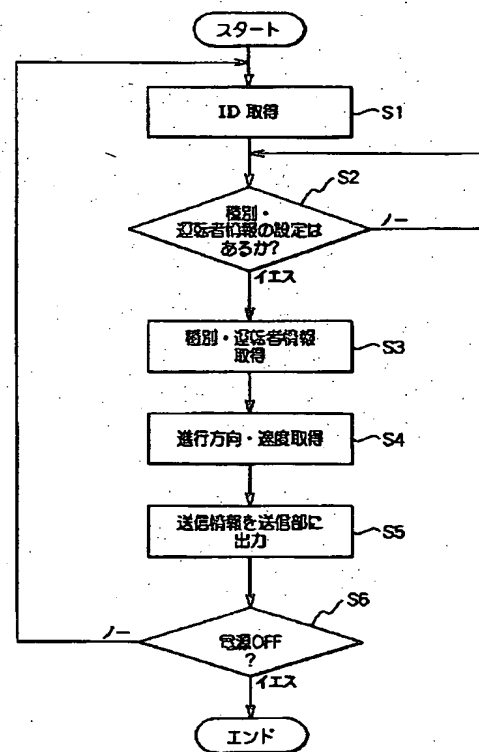 スタート
ID 取得
S1
S2
種別・
運転者情報の設定は
あるか?
ノー
イエス
種別・運転者情報
取得
S3
進行方向・速度取得
S4
送信情報を送信部に
出力
S5
S6
電源OFF
?
ノー
イエス
エンド